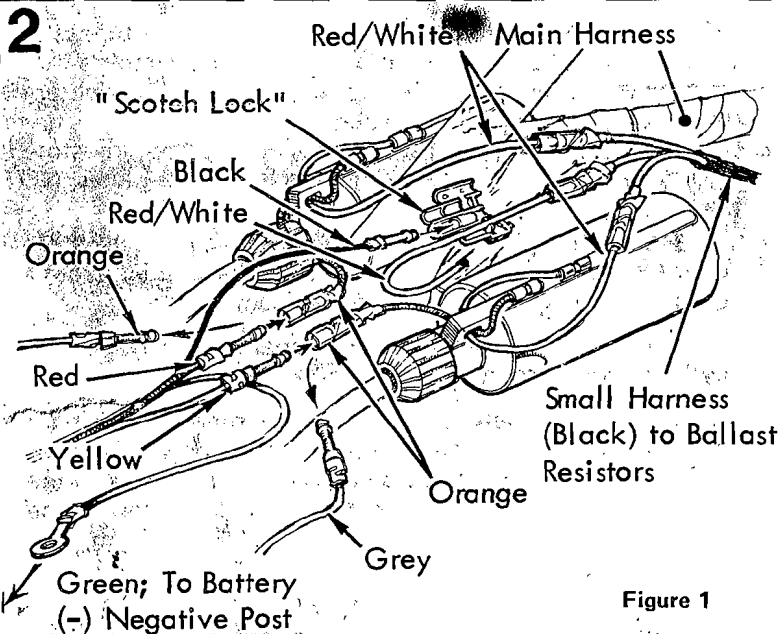 2
Red/White Main Harness
"Scotch Lock"
Black
Red/White
Orange
Red
Yellow
Small Harness
(Black) to Ballast
Resistors
Orange
Grey
Green; To Battery
(-) Negative Post
Figure 1